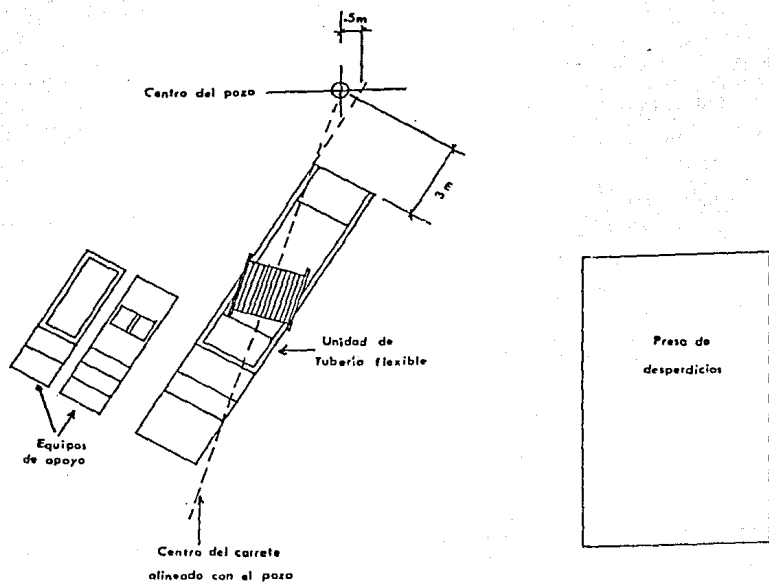 .5m
Centro del pozo
3 m
Unidad de
Tubería flexible
Presa de
desperdicios
Equipos
de apoyo
Centro del carrete
alineado con el pozo